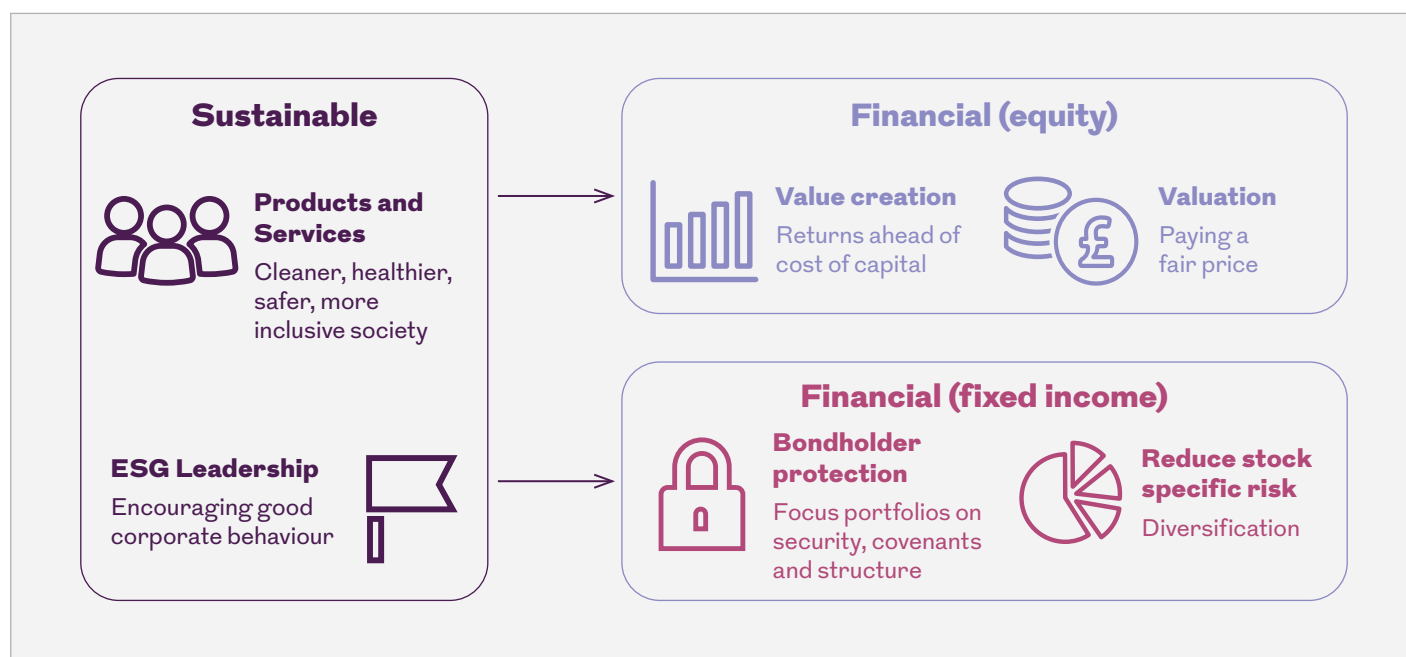 Sustainable
Products and
Services
Cleaner, healthier,
safer, more
inclusive society
ESG Leadership
Encouraging good
corporate behaviour
Financial (equity)
Value creation
Returns ahead of
cost of capital
£
Valuation
Paying a
fair price
Financial (fixed income)
Bondholder
protection
Focus portfolios on
security, covenants
and structure
Reduce stock
specific risk
Diversification